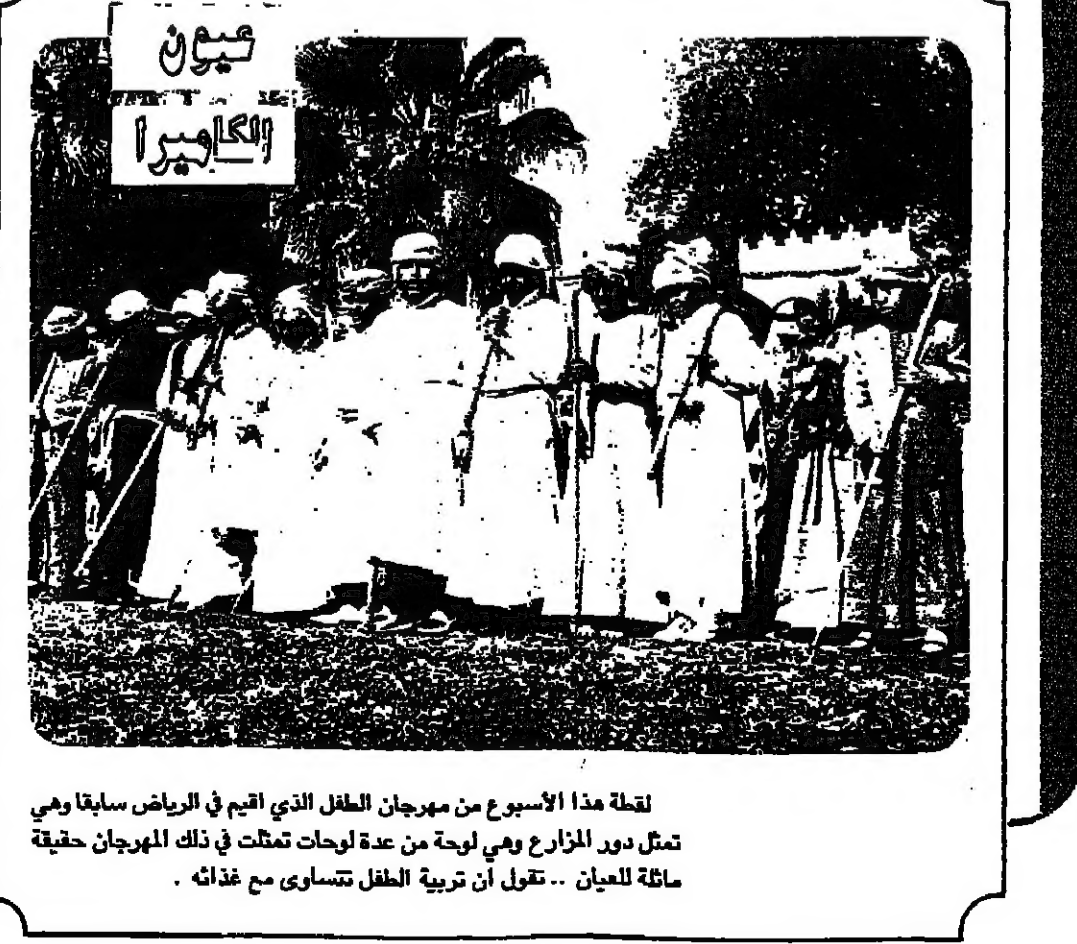 عيون
الكاميرا
لقطة هذا الأسبوع من مهرجان الطفل الذي اقيم في الرياض سابقا وهي
تمثل دور المزارع وهي لوحة من عدة لوحات تمثلت في ذلك المهرجان حقيقة
ماثلة للعيان .. تقول ان تربية الطفل تتساوى مع غذائه .